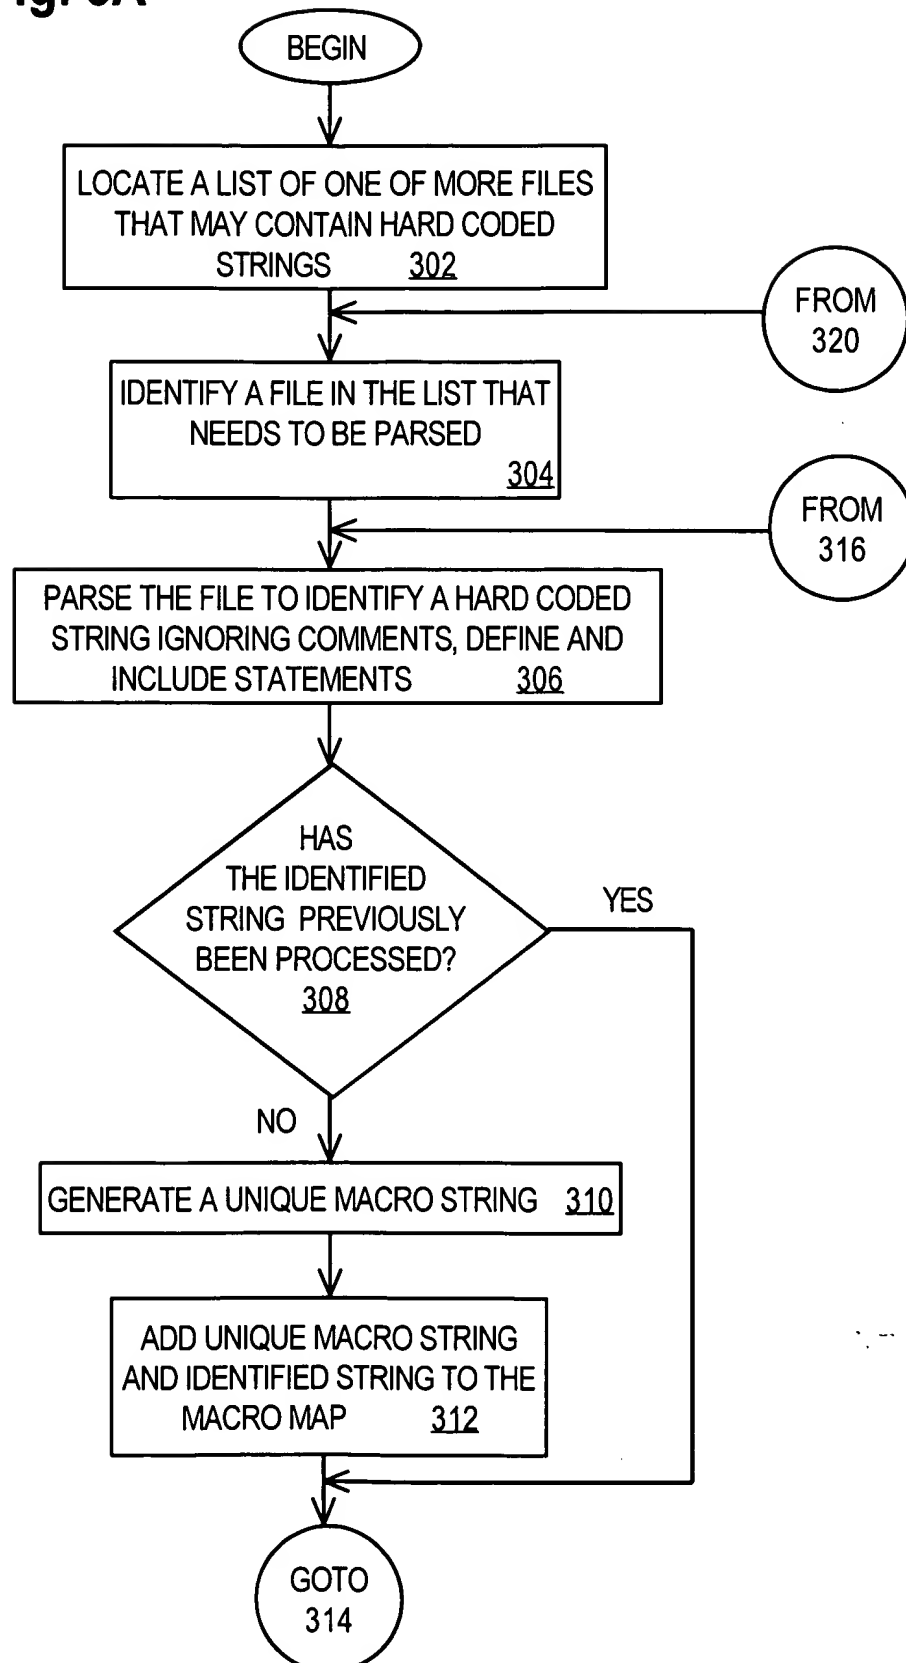 BEGIN
LOCATE A LIST OF ONE OF MORE FILES
THAT MAY CONTAIN HARD CODED
STRINGS 302
FROM
320
IDENTIFY A FILE IN THE LIST THAT
NEEDS TO BE PARSED
304
FROM
316
PARSE THE FILE TO IDENTIFY A HARD CODED
STRING IGNORING COMMENTS, DEFINE AND
INCLUDE STATEMENTS 306
HAS
THE IDENTIFIED
STRING PREVIOUSLY
BEEN PROCESSED?
308
YES
NO
GENERATE A UNIQUE MACRO STRING 310
ADD UNIQUE MACRO STRING
AND IDENTIFIED STRING TO THE
MACRO MAP 312
GOTO
314